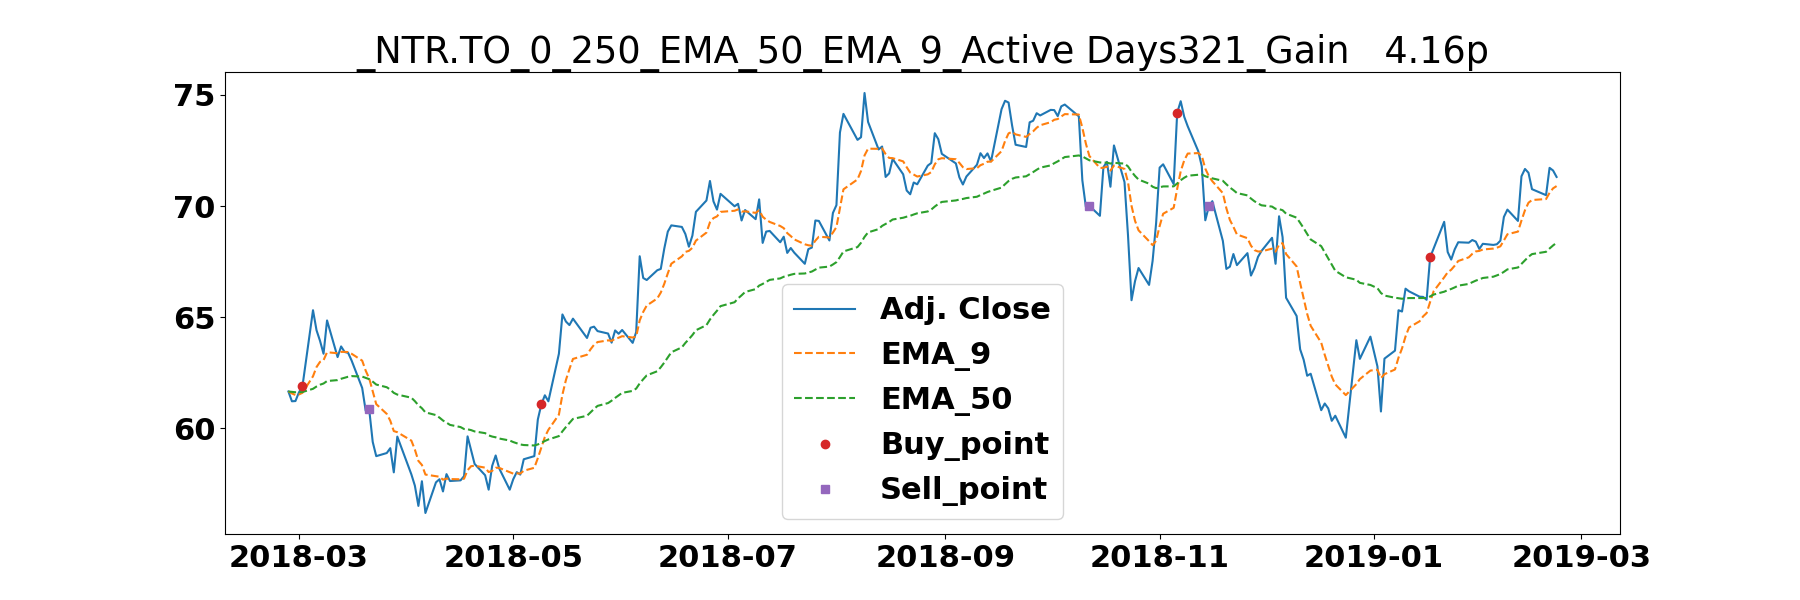 _NTR.TO_0_250_EMA_50_EMA_9_Active Days321_Gain   4.16p
75
70
65
60
Adj. Close
EMA_9
EMA_50
Buy_point
Sell_point
2018-03 2018-05 2018-07 2018-09 2018-11 2019-01 2019-03